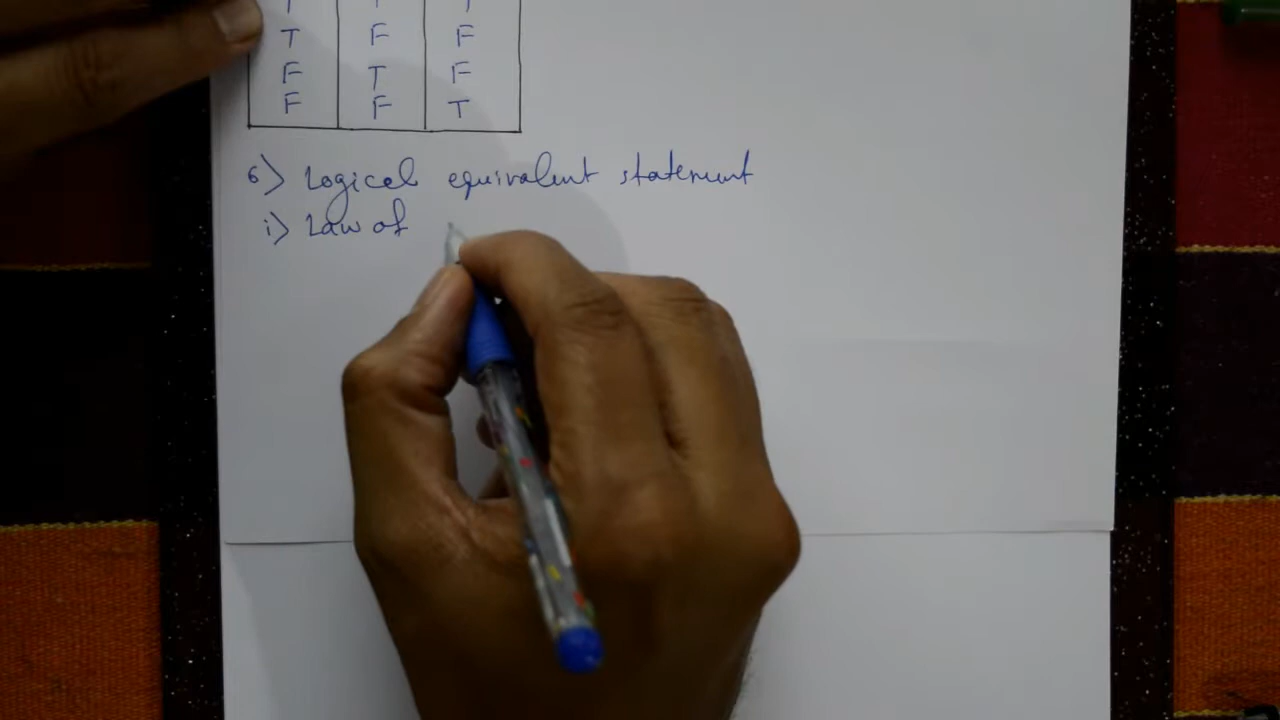 T T T
T F F
F T F
F F T
6) Logical equivalent statement
i) Law of